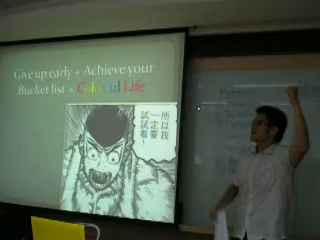 Give up early + Achieve your
Bucket list = Colorful Life
所以我
一定要
試試看！